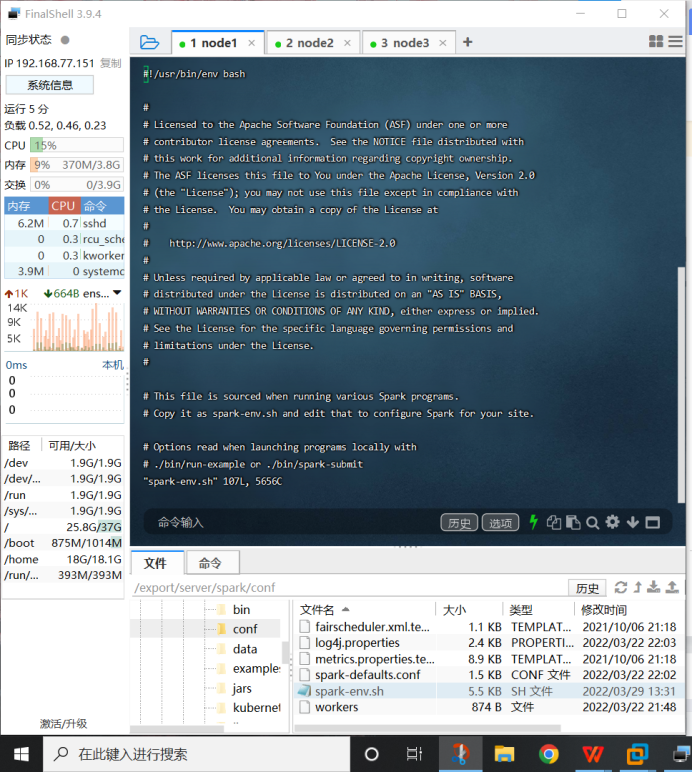 FinalShell 3.9.4
同步状态
IP 192.168.77.151 复制
系统信息
运行 5 分
负载 0.52, 0.46, 0.23
CPU 15%
内存 9% 370M/3.8G
交换 0% 0/3.9G
内存 CPU 命令
6.2M 0.7 sshd
0 0.3 rcu_sche
0 0.3 kworker
3.9M 0 systemd
1K 664B ens...
14K
9K
5K
0ms 本机
0
0
0
路径 可用/大小
/dev 1.9G/1.9G
/dev/... 1.9G/1.9G
/run 1.9G/1.9G
/sys/... 1.9G/1.9G
/ 25.8G/37G
/boot 875M/1014M
/home 18G/18.1G
/run/... 393M/393M
激活/升级
1 node1
2 node2
3 node3
#!/usr/bin/env bash
#
# Licensed to the Apache Software Foundation (ASF) under one or more
# contributor license agreements.  See the NOTICE file distributed with
# this work for additional information regarding copyright ownership.
# The ASF licenses this file to You under the Apache License, Version 2.0
# (the "License"); you may not use this file except in compliance with
# the License.  You may obtain a copy of the License at
#
#    http://www.apache.org/licenses/LICENSE-2.0
#
# Unless required by applicable law or agreed to in writing, software
# distributed under the License is distributed on an "AS IS" BASIS,
# WITHOUT WARRANTIES OR CONDITIONS OF ANY KIND, either express or implied.
# See the License for the specific language governing permissions and
# limitations under the License.
#
# This file is sourced when running various Spark programs.
# Copy it as spark-env.sh and edit that to configure Spark for your site.
# Options read when launching programs locally with
# ./bin/run-example or ./bin/spark-submit
"spark-env.sh" 107L, 5656C
命令输入 历史 选项
文件 命令
/export/server/spark/conf 历史
bin
conf
data
examples
jars
kubernet
文件名 大小 类型 修改时间
fairscheduler.xml.te... 1.1 KB TEMPLAT... 2021/10/06 21:18
log4j.properties 2.4 KB PROPERTI... 2022/03/22 22:03
metrics.properties.te... 8.9 KB TEMPLAT... 2021/10/06 21:18
spark-defaults.conf 1.5 KB CONF 文件 2022/03/22 22:02
spark-env.sh 5.5 KB SH 文件 2022/03/29 13:31
workers 874 B 文件 2022/03/22 21:48
在此键入进行搜索